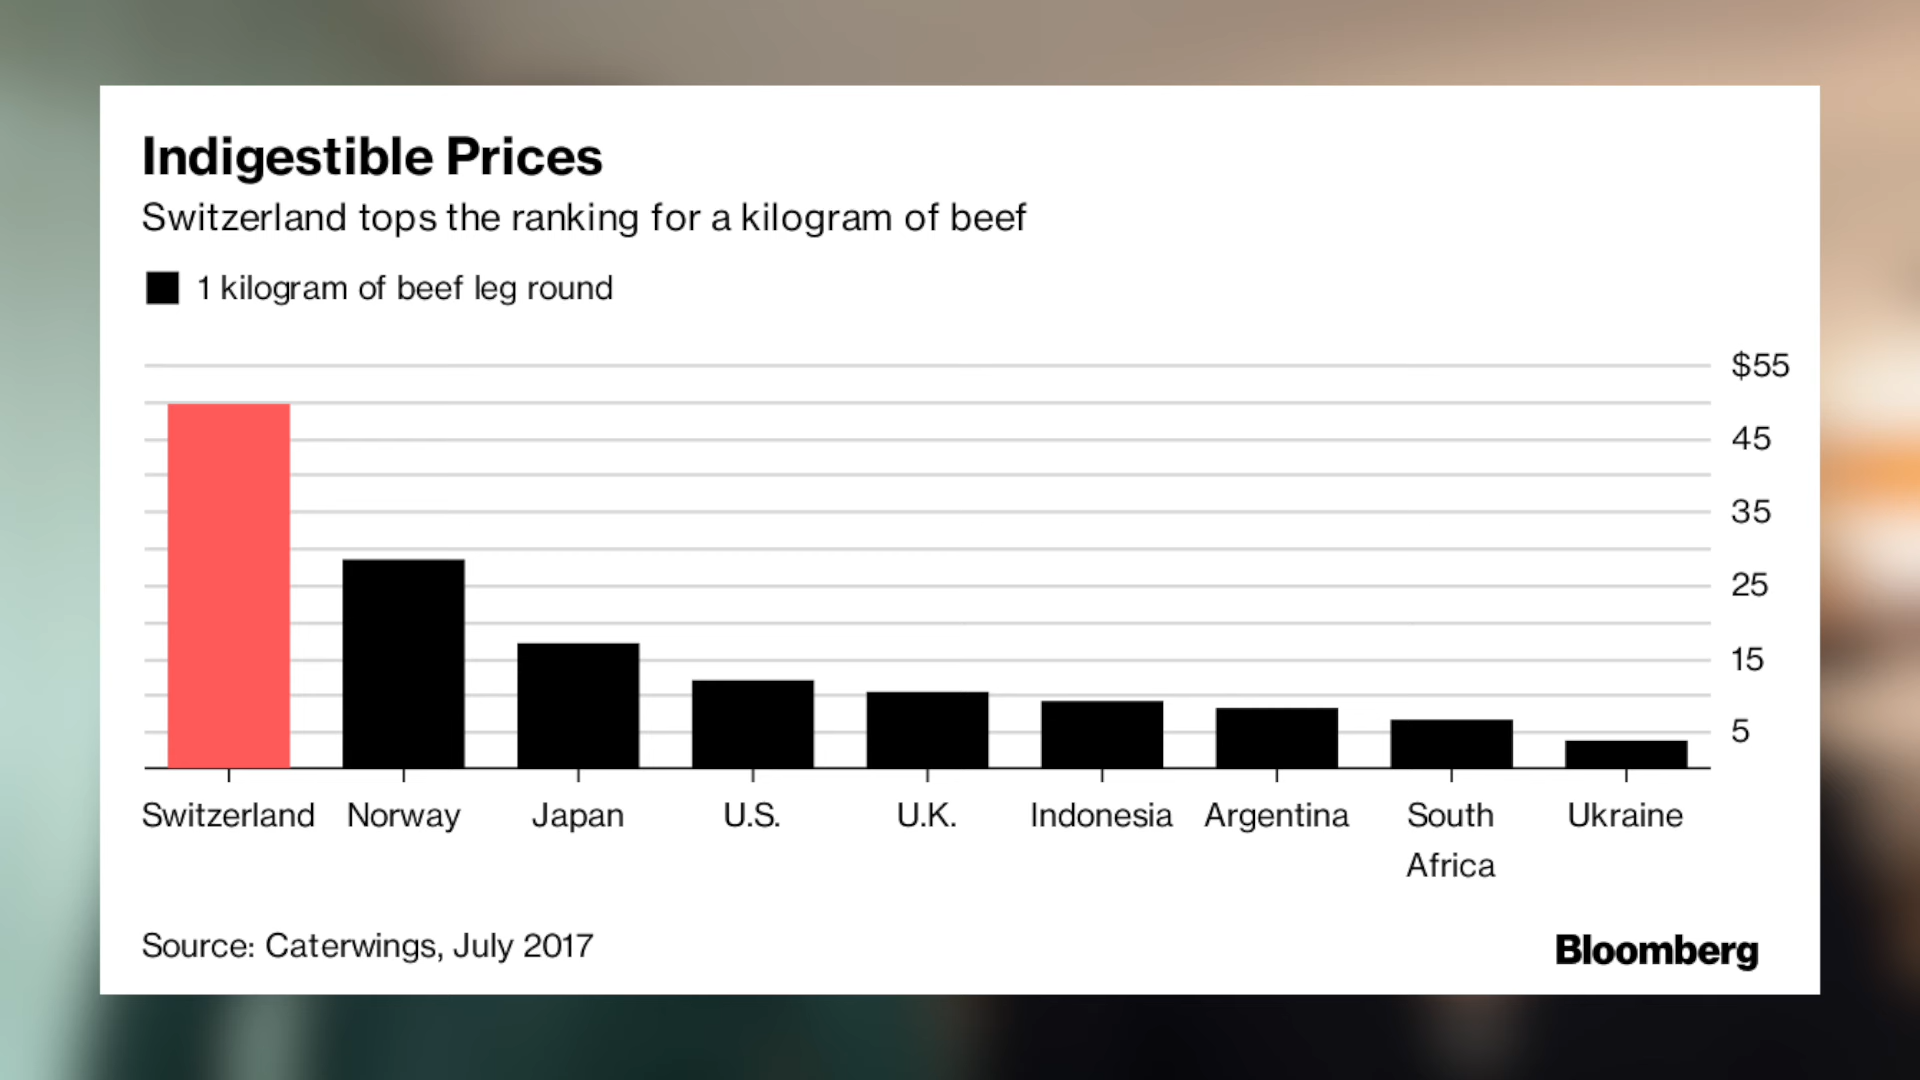 Indigestible Prices
Switzerland tops the ranking for a kilogram of beef
1 kilogram of beef leg round
$55
45
35
25
15
5
Switzerland Norway Japan U.S. U.K. Indonesia Argentina South Africa Ukraine
Source: Caterwings, July 2017
Bloomberg